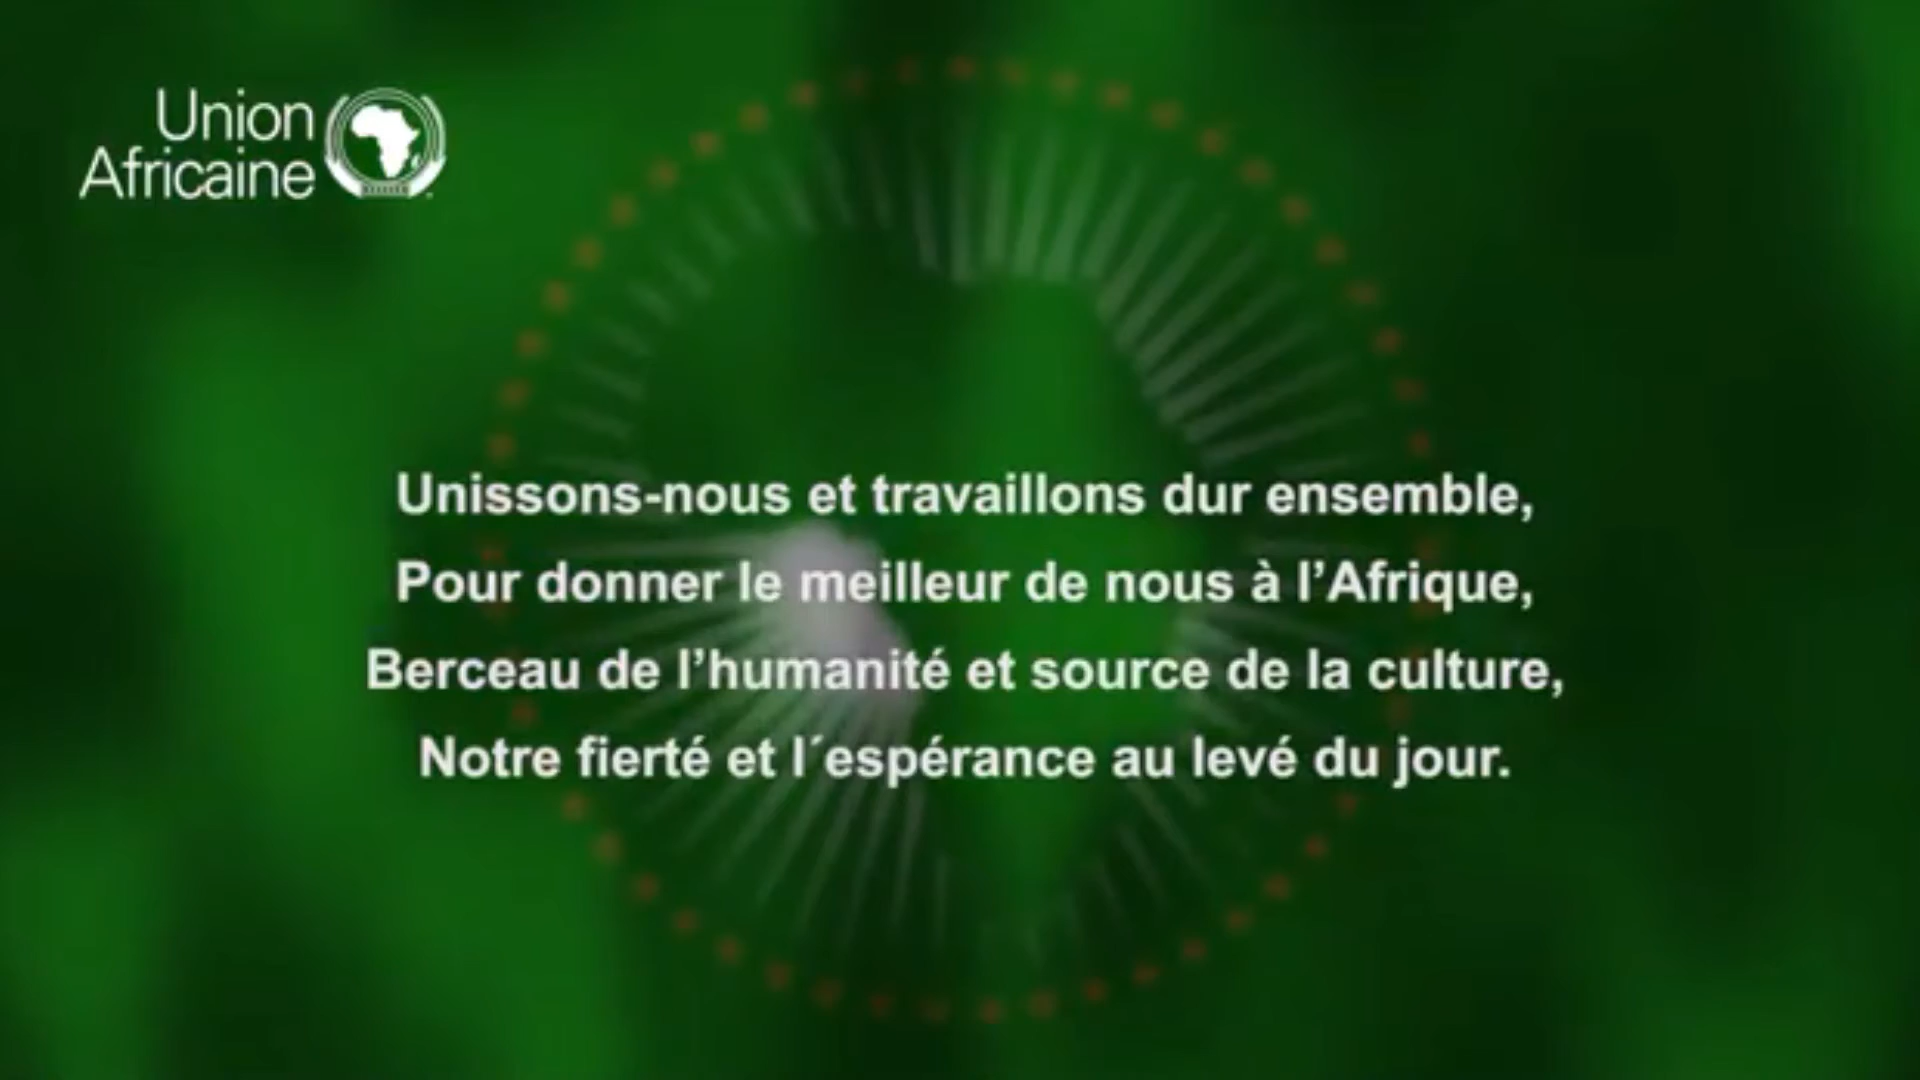 Union
Africaine
Unissons-nous et travaillons dur ensemble,
Pour donner le meilleur de nous à l’Afrique,
Berceau de l’humanité et source de la culture,
Notre fierté et l´espérance au levé du jour.